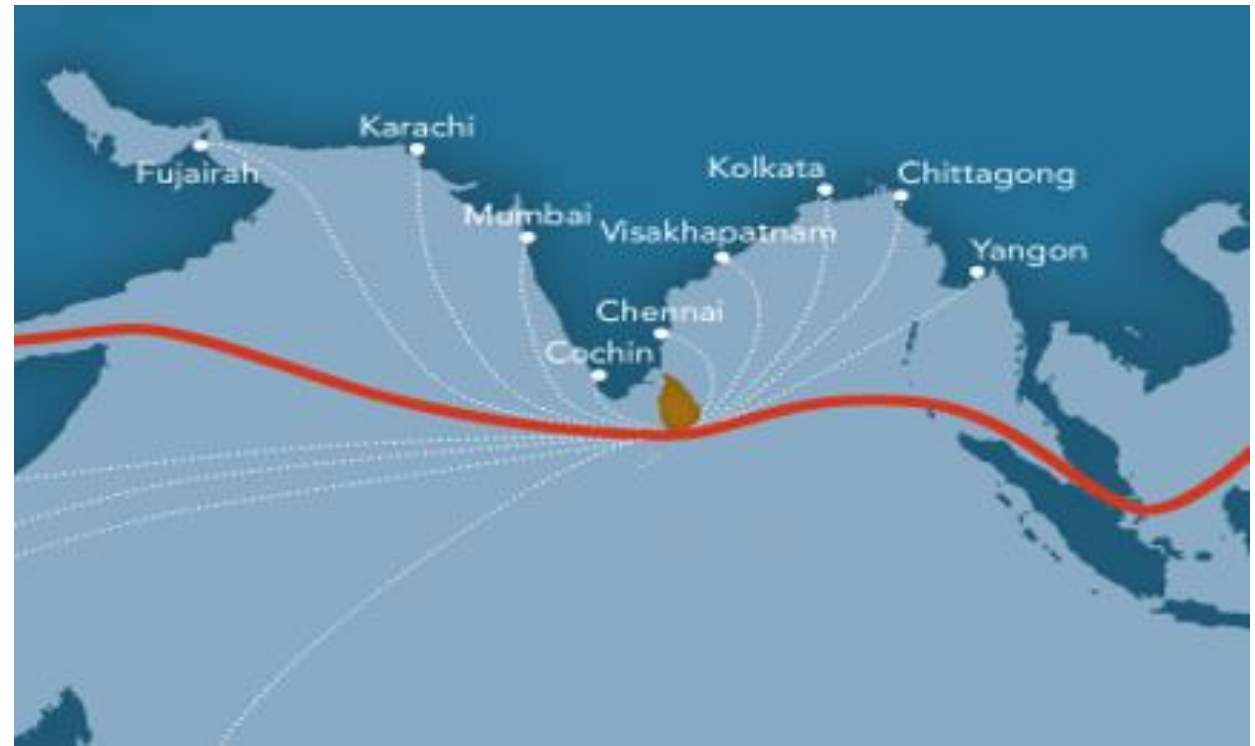 Karachi
Fujairah
Mumbai
Kolkata
Chittagong
Visakhapatnam
Yangon
Chennai
Cochin